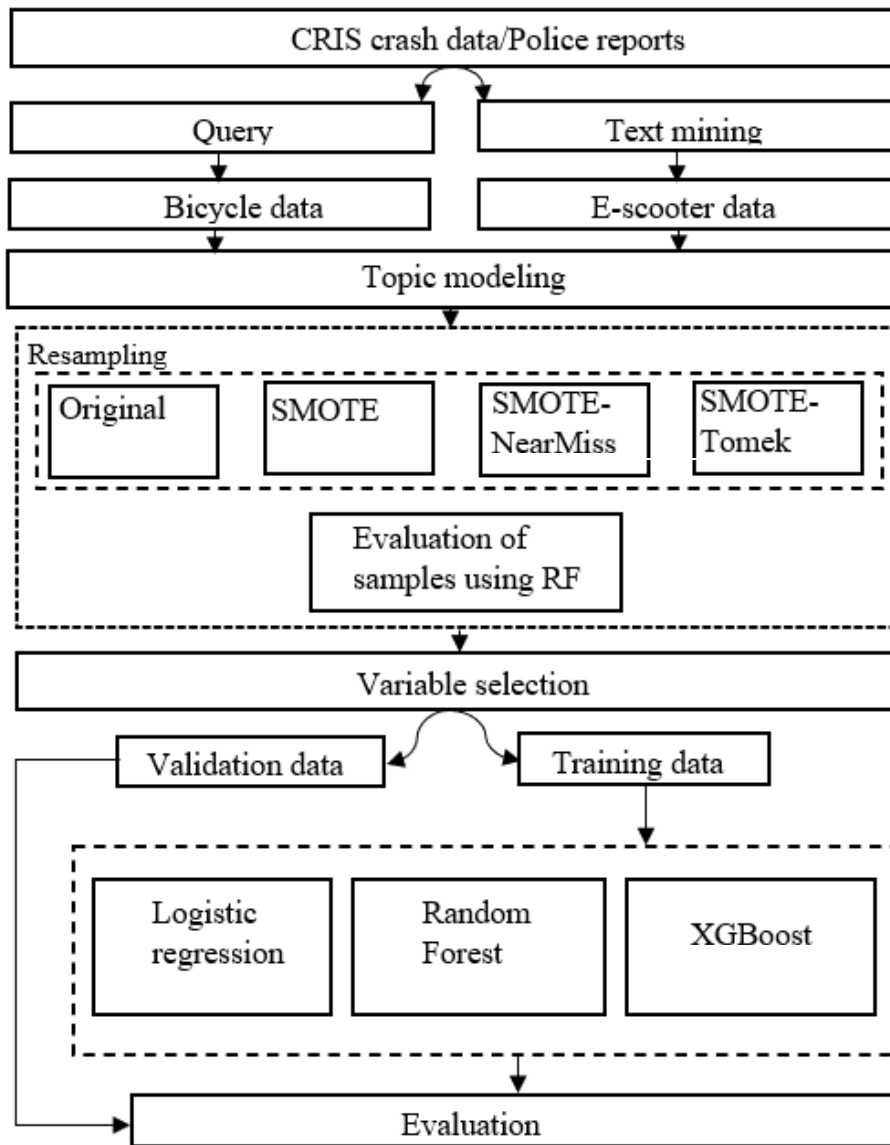 CRIS crash data/Police reports
Query
Text mining
Bicycle data
E-scooter data
Topic modeling
Resampling
Original
SMOTE
SMOTE-
NearMiss
SMOTE-
Tomek
Evaluation of
samples using RF
Variable selection
Validation data
Training data
Logistic
regression
Random
Forest
XGBoost
Evaluation